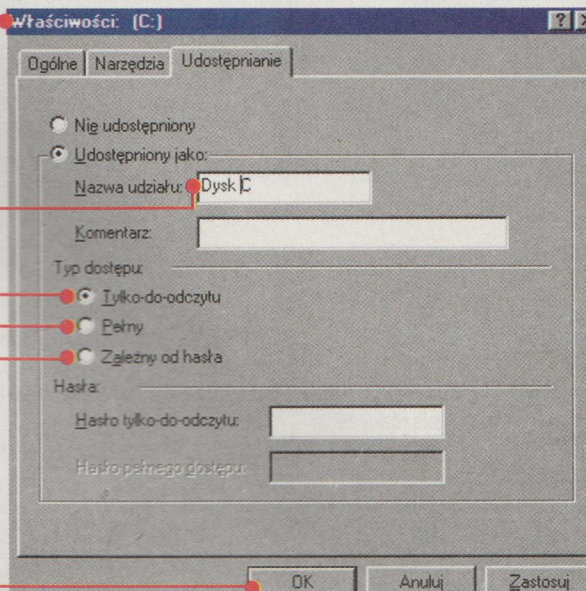 Właściwości: (C:)
Ogólne Narzędzia Udostępnianie
Nie udostępniony
Udostępniony jako:
Nazwa udziału: Dysk C
Komentarz:
Typ dostępu:
Tylko-do-odczytu
Pełny
Zależny od hasła
Hasła:
Hasło tylko-do-odczytu:
Hasło pełnego dostępu:
OK Anuluj Zastosuj